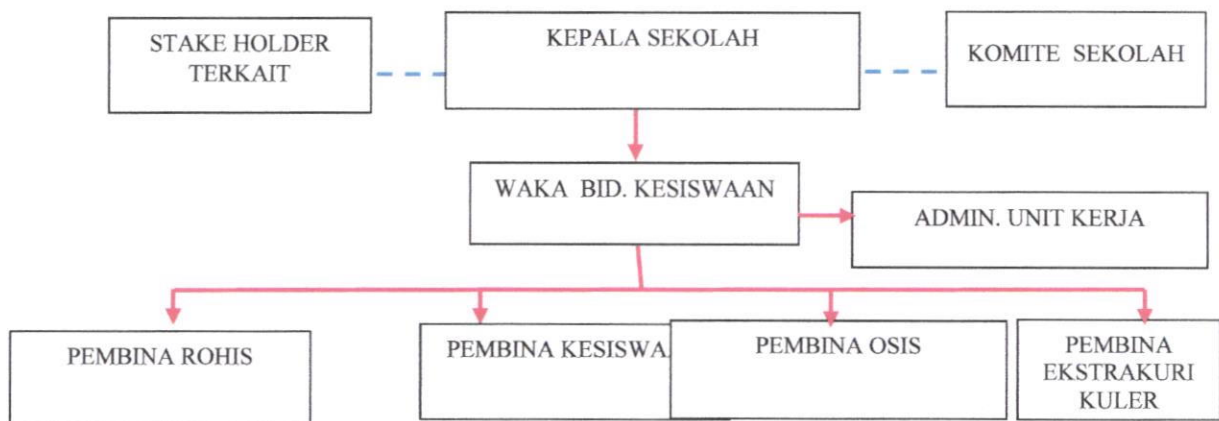 STAKE HOLDER
TERKAIT
KEPALA SEKOLAH
KOMITE SEKOLAH
WAKA BID. KESISWAAN
ADMIN. UNIT KERJA
PEMBINA ROHIS
PEMBINA KESISWA
PEMBINA OSIS
PEMBINA
EKSTRAKURI
KULER